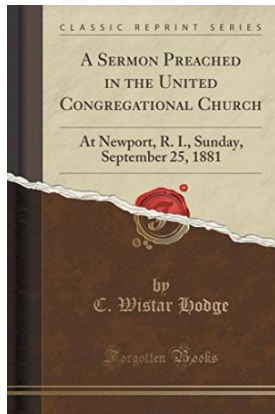 CLASSIC REPRINT SERIES
A SERMON PREACHED
IN THE UNITED
CONGREGATIONAL CHURCH
At Newport, R. I., Sunday,
September 25, 1881
by
C. Wistar Hodge
Forgotten Books